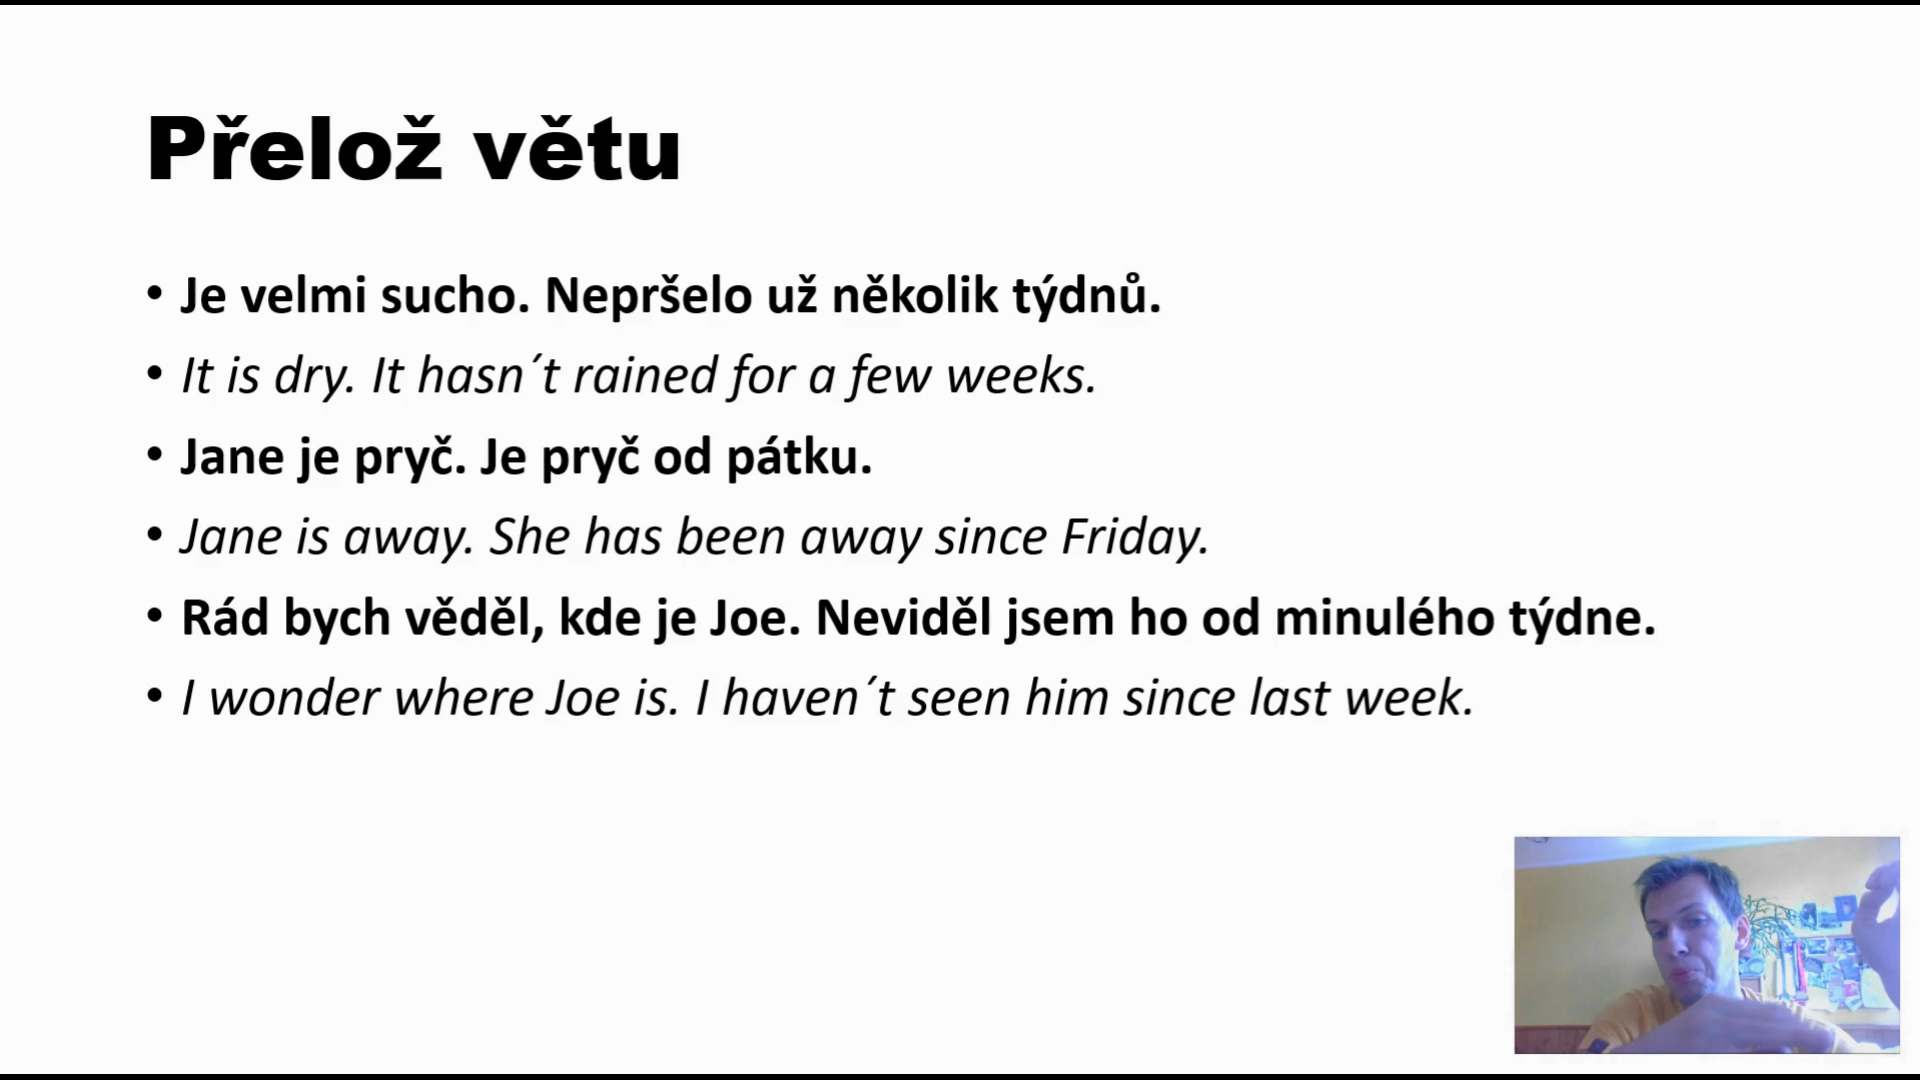 Přelož větu
• Je velmi sucho. Nepršelo už několik týdnů.
• It is dry. It hasn´t rained for a few weeks.
• Jane je pryč. Je pryč od pátku.
• Jane is away. She has been away since Friday.
• Rád bych věděl, kde je Joe. Neviděl jsem ho od minulého týdne.
• I wonder where Joe is. I haven´t seen him since last week.